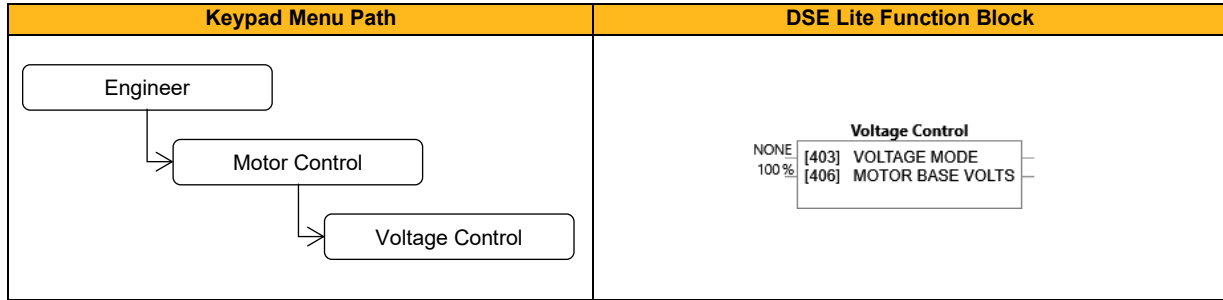 Keypad Menu Path
DSE Lite Function Block
Engineer
Motor Control
Voltage Control
Voltage Control
NONE [403] VOLTAGE MODE
100 % [406] MOTOR BASE VOLTS